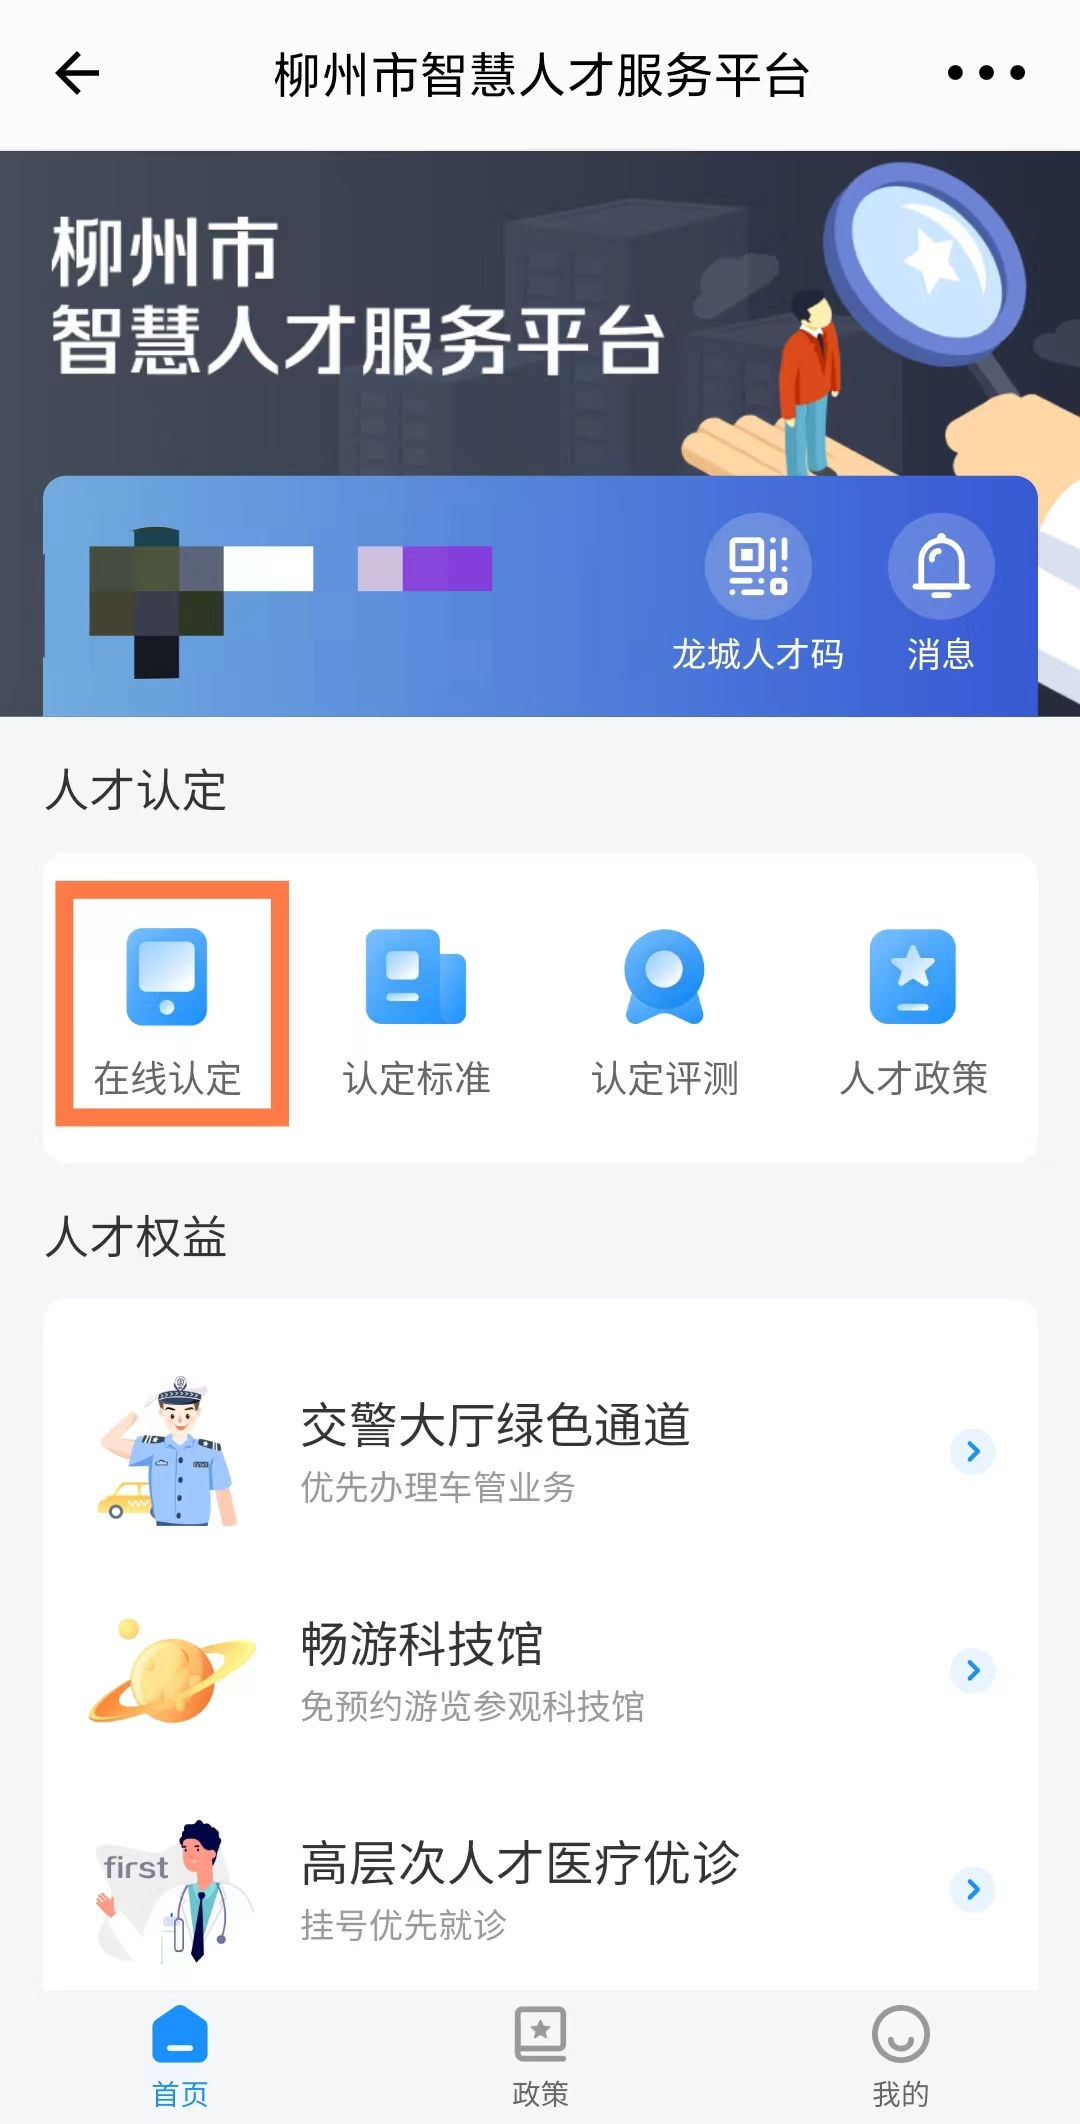 柳州市智慧人才服务平台
柳州市
智慧人才服务平台
龙城人才码
消息
人才认定
在线认定
认定标准
认定评测
人才政策
人才权益
交警大厅绿色通道
优先办理车管业务
畅游科技馆
免预约游览参观科技馆
first
高层次人才医疗优诊
挂号优先就诊
首页
政策
我的